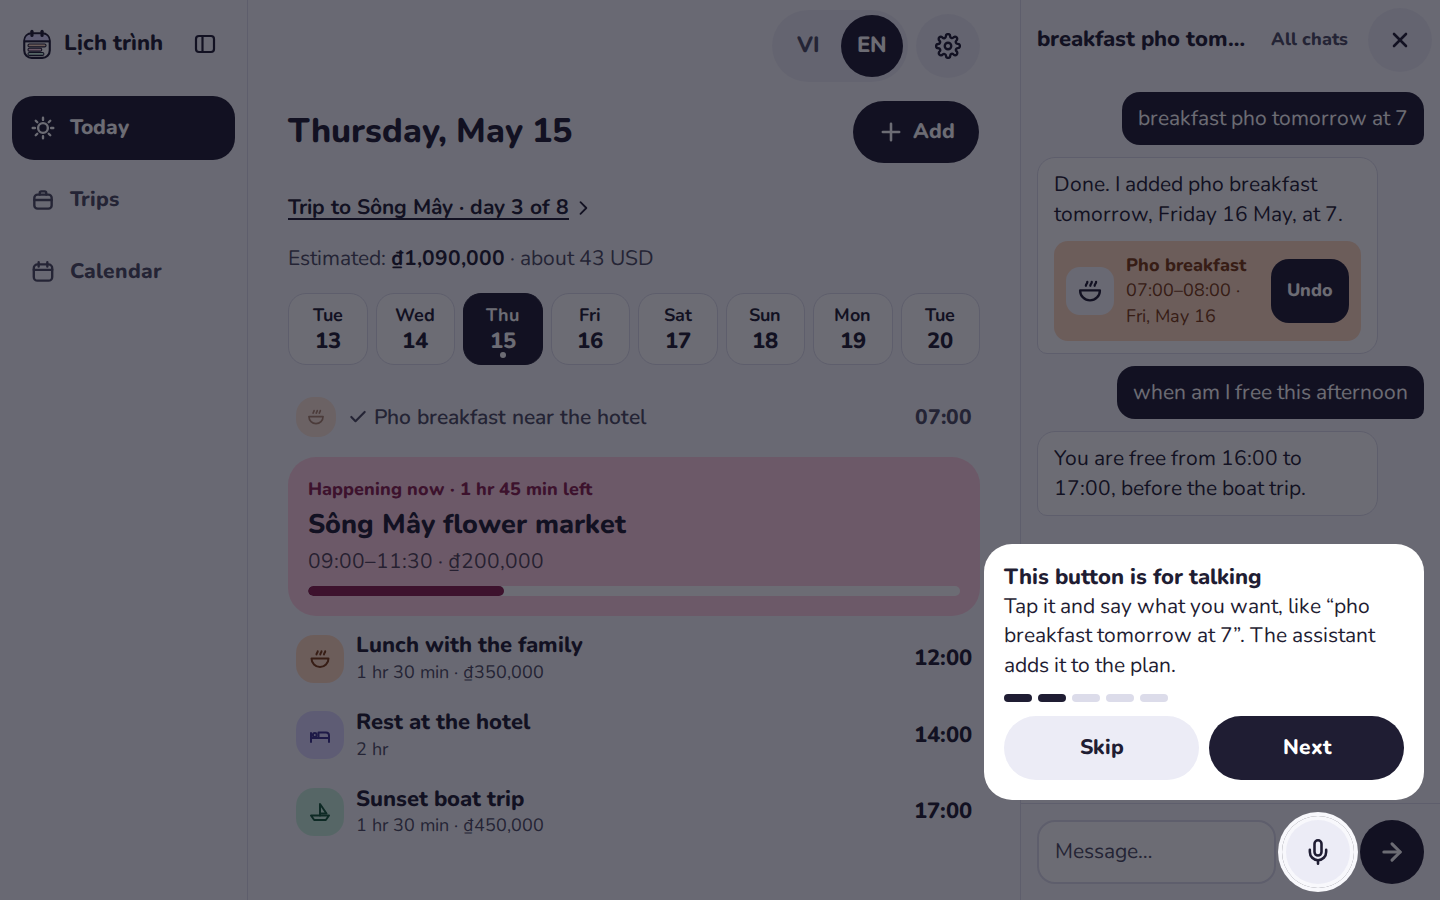 Lịch trình
Today
Trips
Calendar
VI
EN
Thursday, May 15
Add
Trip to Sông Mây · day 3 of 8
Estimated: ₫1,090,000 · about 43 USD
Tue
13
Wed
14
Thu
15
Fri
16
Sat
17
Sun
18
Mon
19
Tue
20
Pho breakfast near the hotel
07:00
Happening now · 1 hr 45 min left
Sông Mây flower market
09:00–11:30 · ₫200,000
Lunch with the family
1 hr 30 min · ₫350,000
12:00
Rest at the hotel
2 hr
14:00
Sunset boat trip
1 hr 30 min · ₫450,000
17:00
breakfast pho tom...
All chats
breakfast pho tomorrow at 7
Done. I added pho breakfast
tomorrow, Friday 16 May, at 7.
Pho breakfast
07:00–08:00 ·
Fri, May 16
Undo
when am I free this afternoon
You are free from 16:00 to
17:00, before the boat trip.
This button is for talking
Tap it and say what you want, like “pho
breakfast tomorrow at 7”. The assistant
adds it to the plan.
Skip
Next
Message...